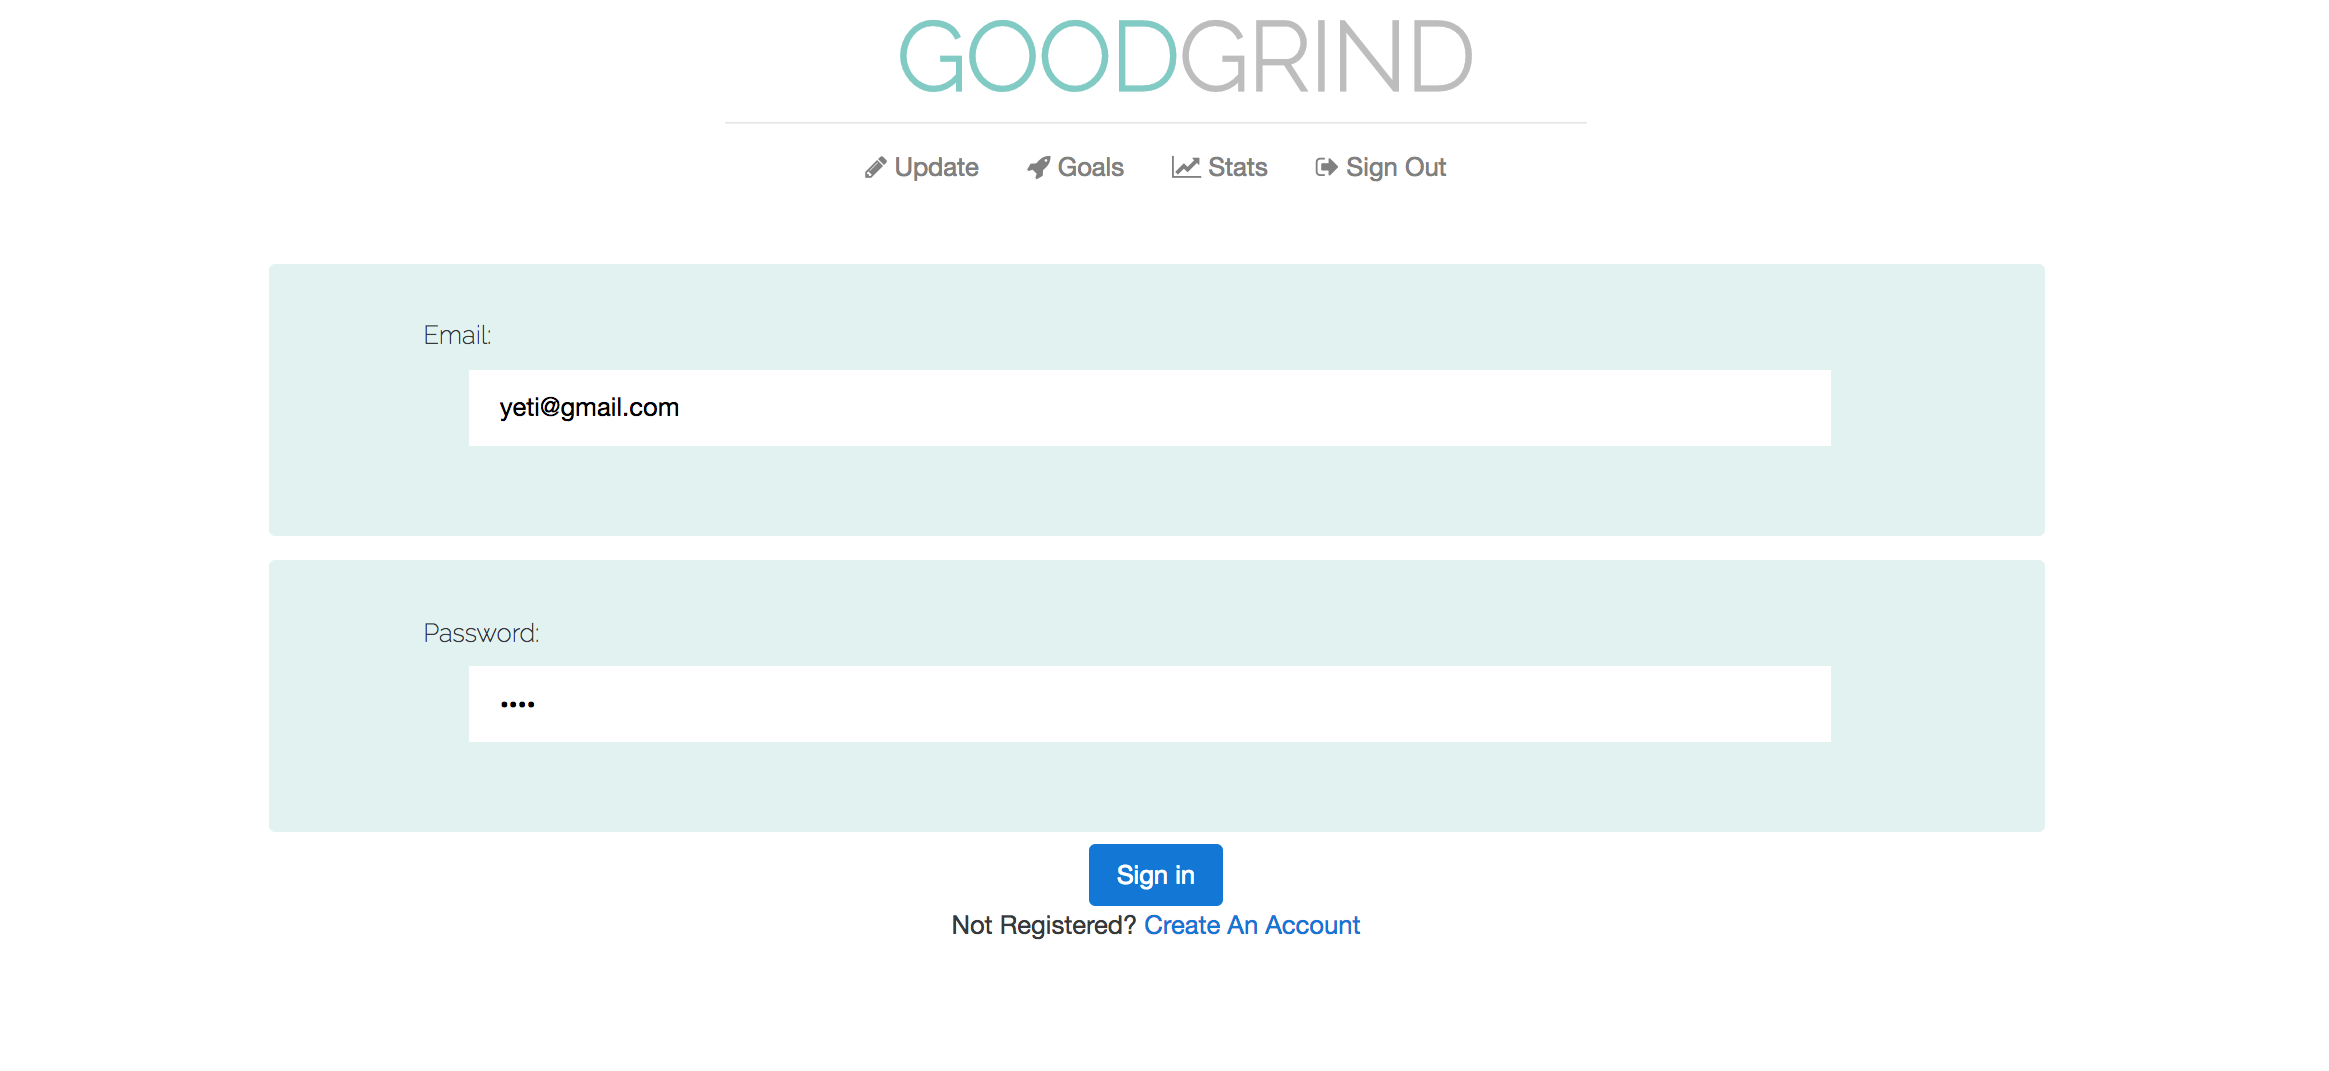 GOODGRIND
Update Goals Stats Sign Out
Email:
yeti@gmail.com
Password:
••••
Sign in
Not Registered? Create An Account